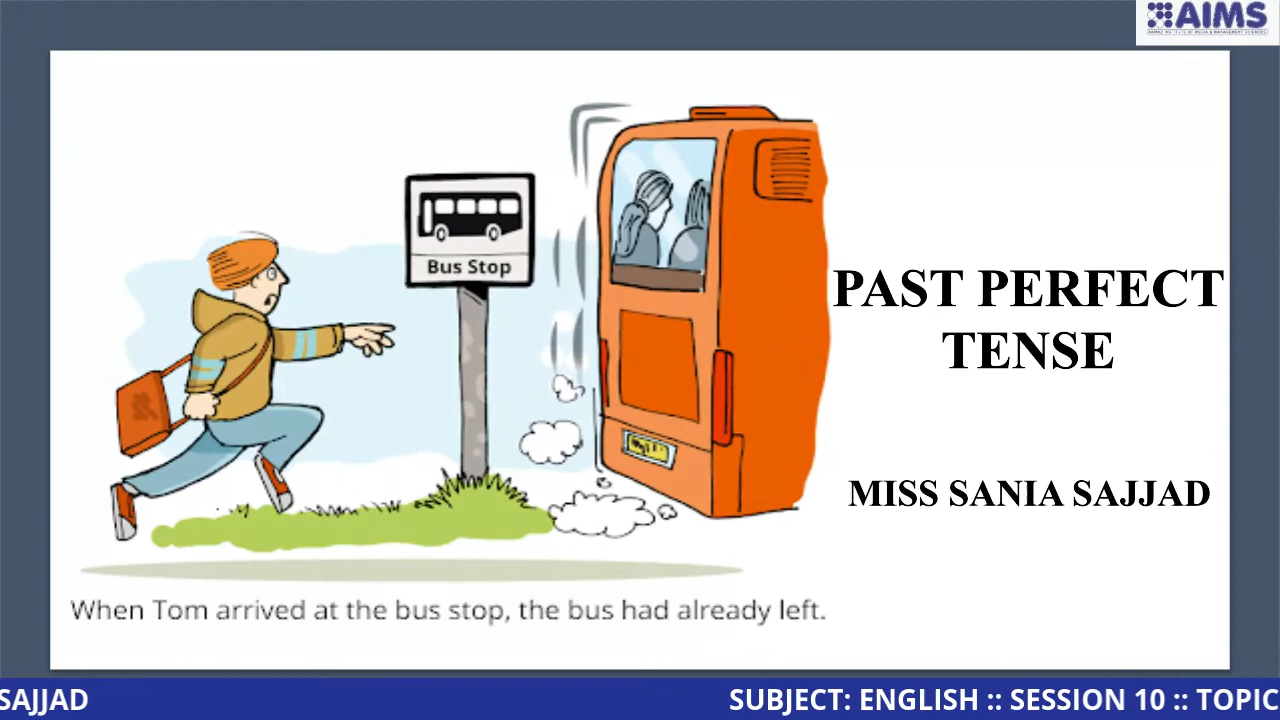 AIMS
Bus Stop
PAST PERFECT
TENSE
MISS SANIA SAJJAD
When Tom arrived at the bus stop, the bus had already left.
SAJJAD SUBJECT: ENGLISH :: SESSION 10 :: TOPIC